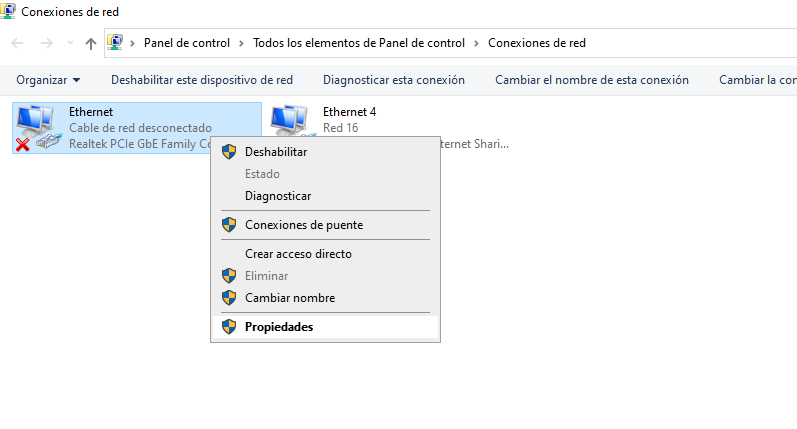 Conexiones de red
Panel de control > Todos los elementos de Panel de control > Conexiones de red
Organizar Deshabilitar este dispositivo de red Diagnosticar esta conexión Cambiar el nombre de esta conexión Cambiar la con
Ethernet
Cable de red desconectado
Realtek PCIe GbE Family Co
Ethernet 4
Red 16
ternet Shari...
Deshabilitar
Estado
Diagnosticar
Conexiones de puente
Crear acceso directo
Eliminar
Cambiar nombre
Propiedades